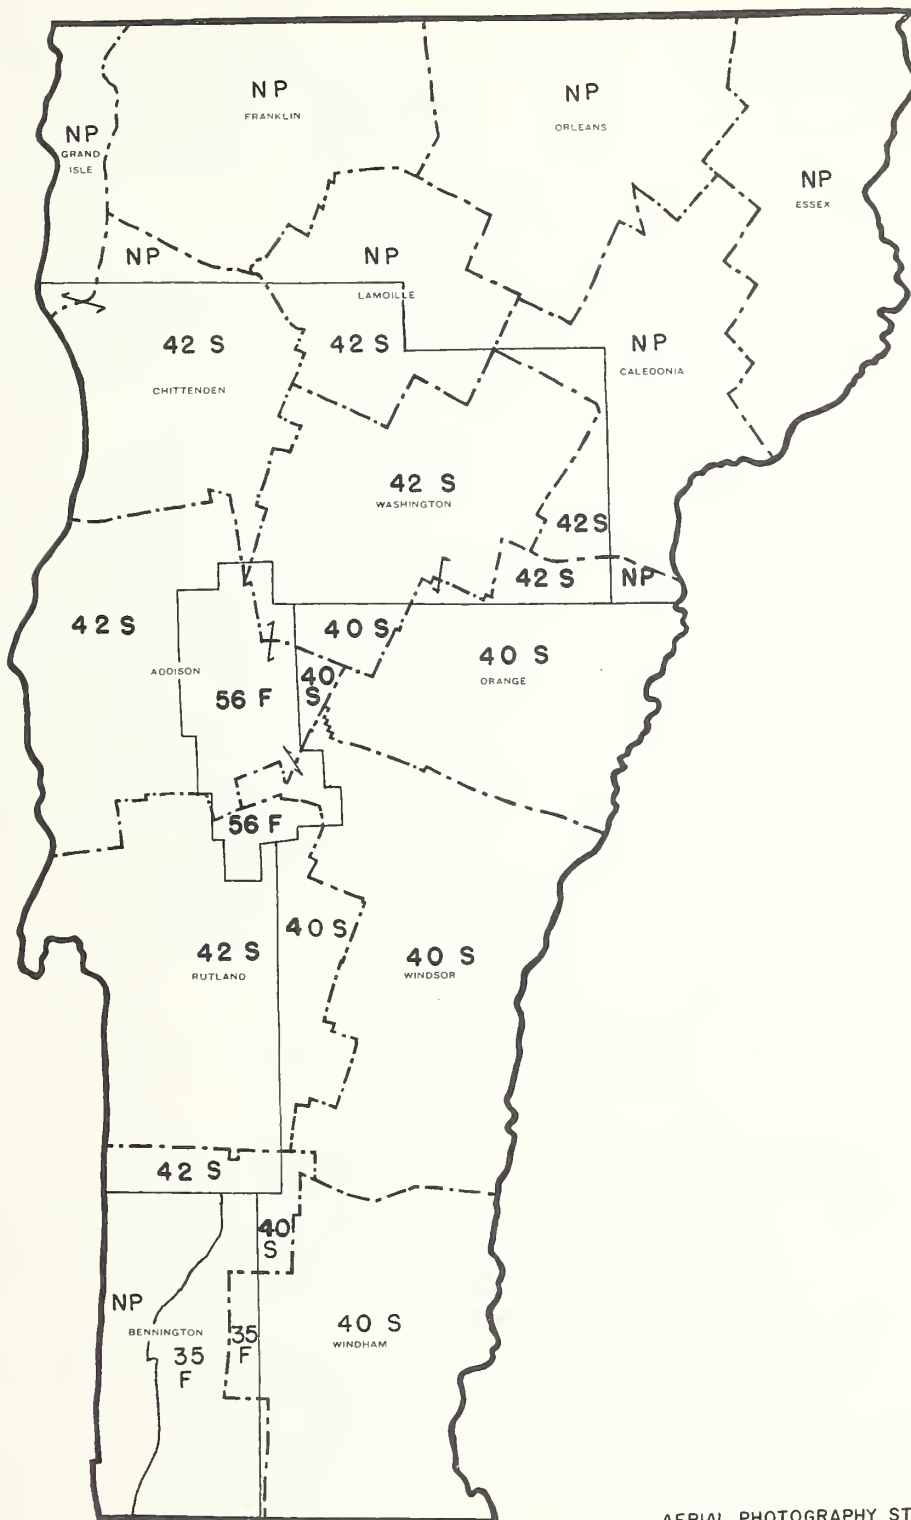 NP
FRANKLIN
NP
ORLEANS
NP
GRAND
ISLE
NP
ESSEX
NP
NP
LAMOILLE
42 S
CHITTENDEN
42 S
NP
CALEDONIA
42 S
WASHINGTON
42 S
42 S
NP
42 S
ADDISON
40 S
40
S
40 S
ORANGE
56 F
56 F
42 S
RUTLAND
40 S
40 S
WINDSOR
42 S
40
S
NP
BENNINGTON
35
F
35
F
40 S
WINDHAM
AERIAL PHOTOGRAPHY ST